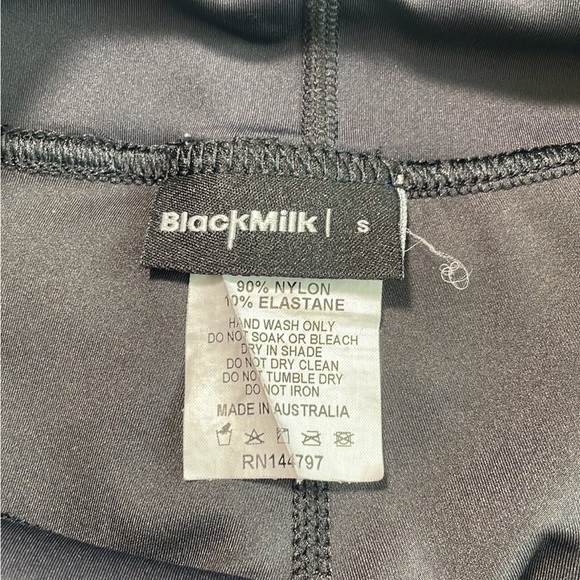 BlackMilk | S
90% NYLON
10% ELASTANE
HAND WASH ONLY
DO NOT SOAK OR BLEACH
DRY IN SHADE
DO NOT DRY CLEAN
DO NOT TUMBLE DRY
DO NOT IRON
MADE IN AUSTRALIA
RN144797